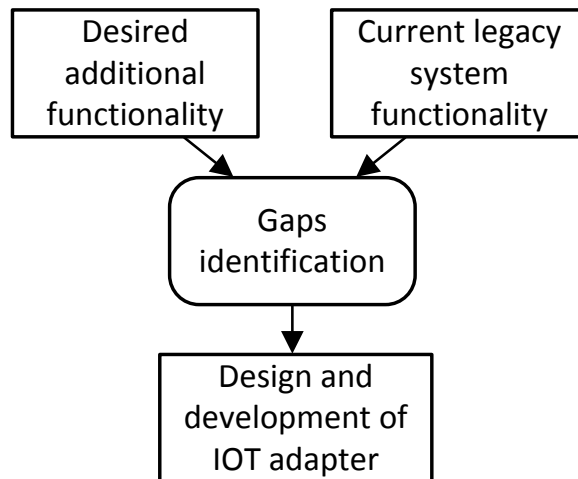 Desired
additional
functionality
Current legacy
system
functionality
Gaps
identification
Design and
development of
IOT adapter